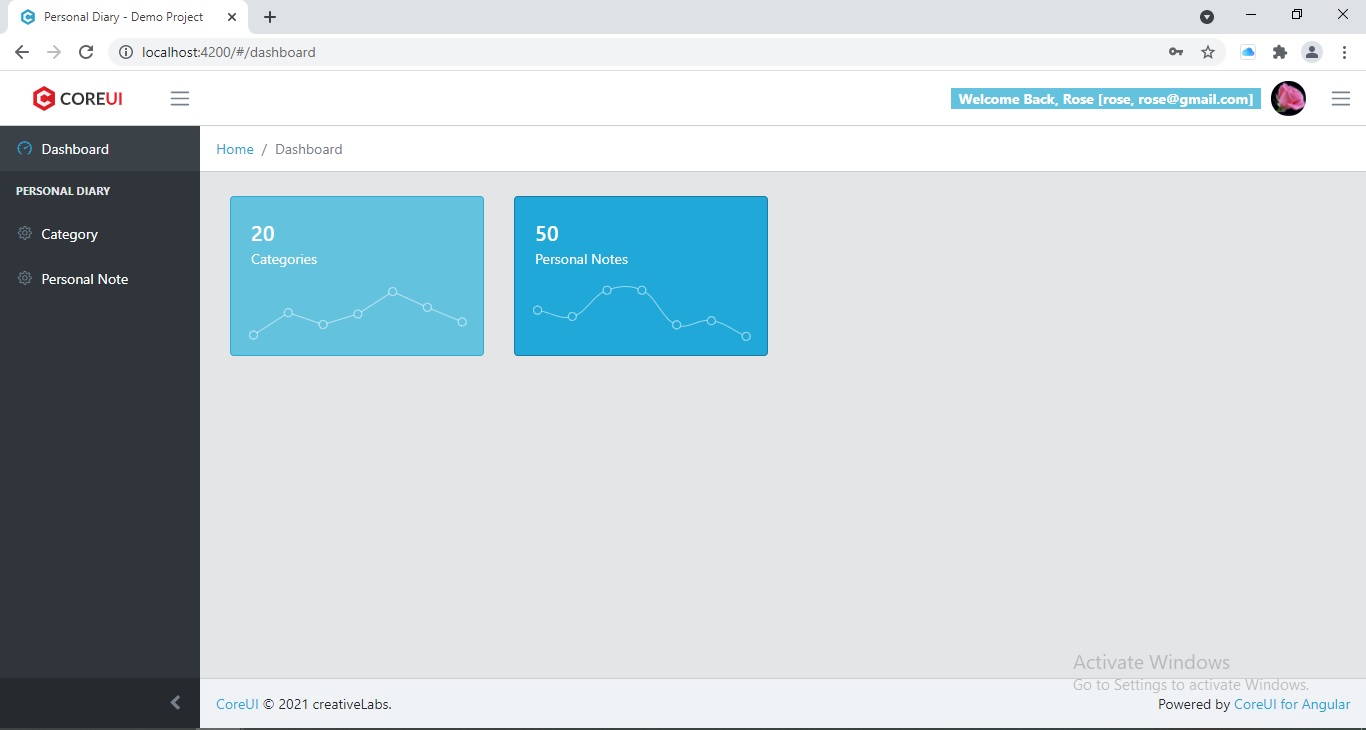 Personal Diary - Demo Project
localhost:4200/#/dashboard
COREUI
Welcome Back, Rose [rose, rose@gmail.com]
Dashboard
Home / Dashboard
PERSONAL DIARY
Category
Personal Note
20
Categories
50
Personal Notes
Activate Windows
Go to Settings to activate Windows.
CoreUI © 2021 creativeLabs.
Powered by CoreUI for Angular